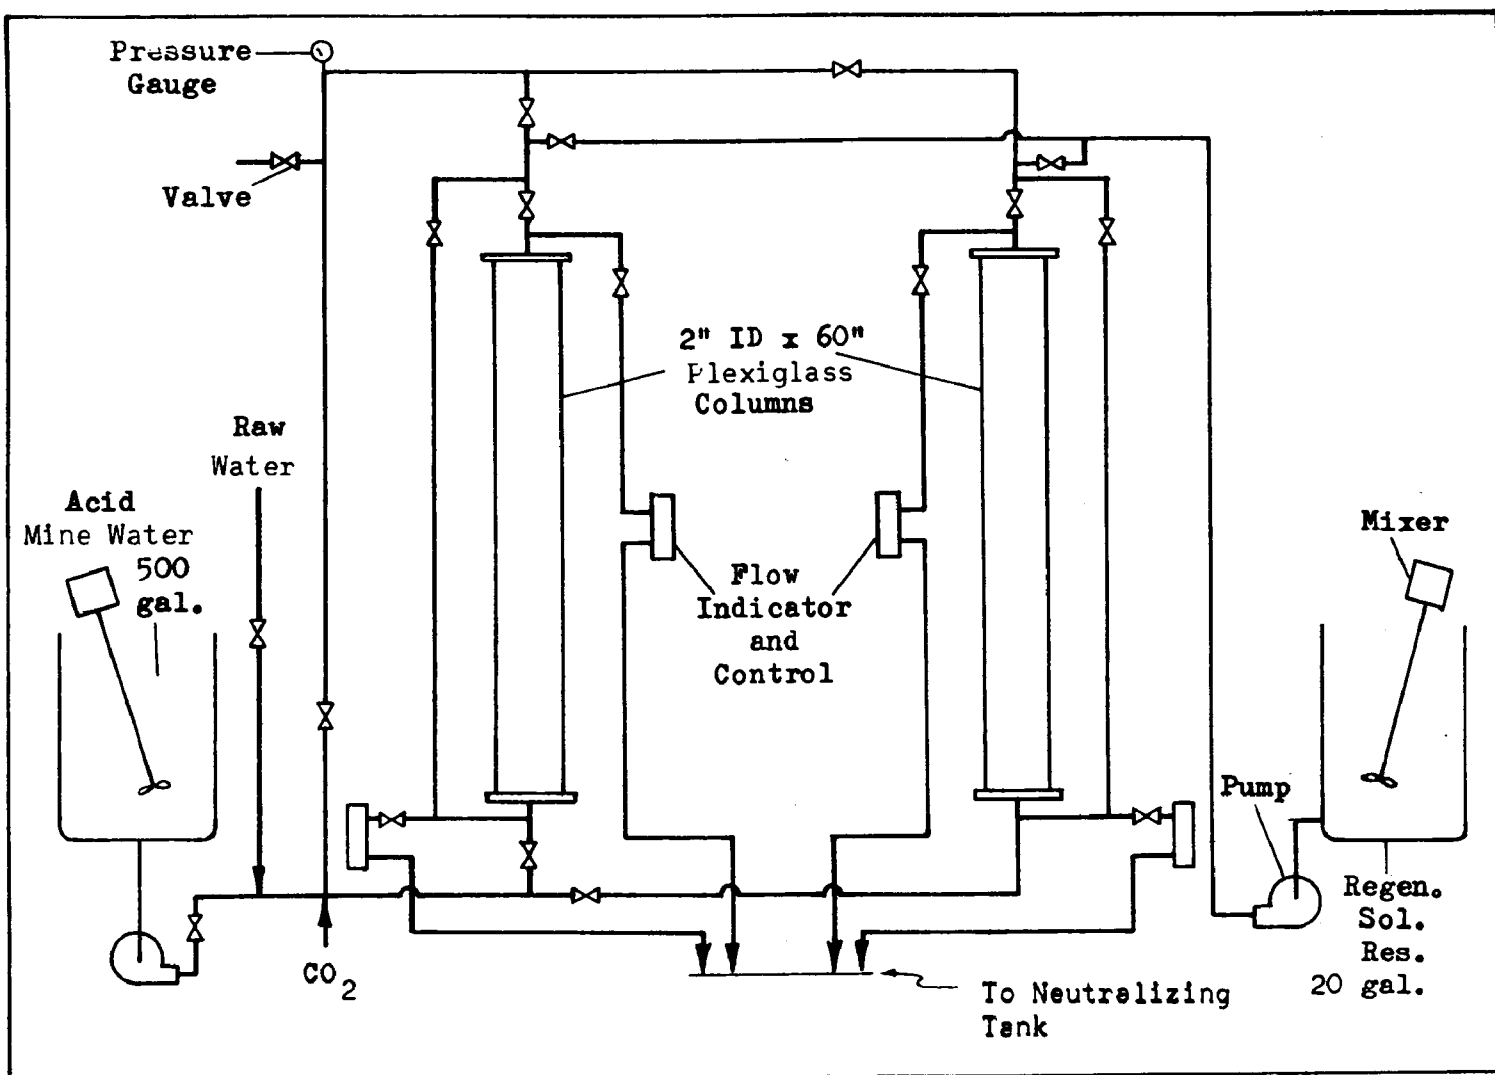 Pressure
Gauge
Valve
2" ID x 60"
Plexiglass
Columns
Raw
Water
Acid
Mine Water
500
gal.
Flow
Indicator
and
Control
Mixer
Pump
Regen.
Sol.
Res.
20 gal.
CO₂
To Neutralizing
Tank